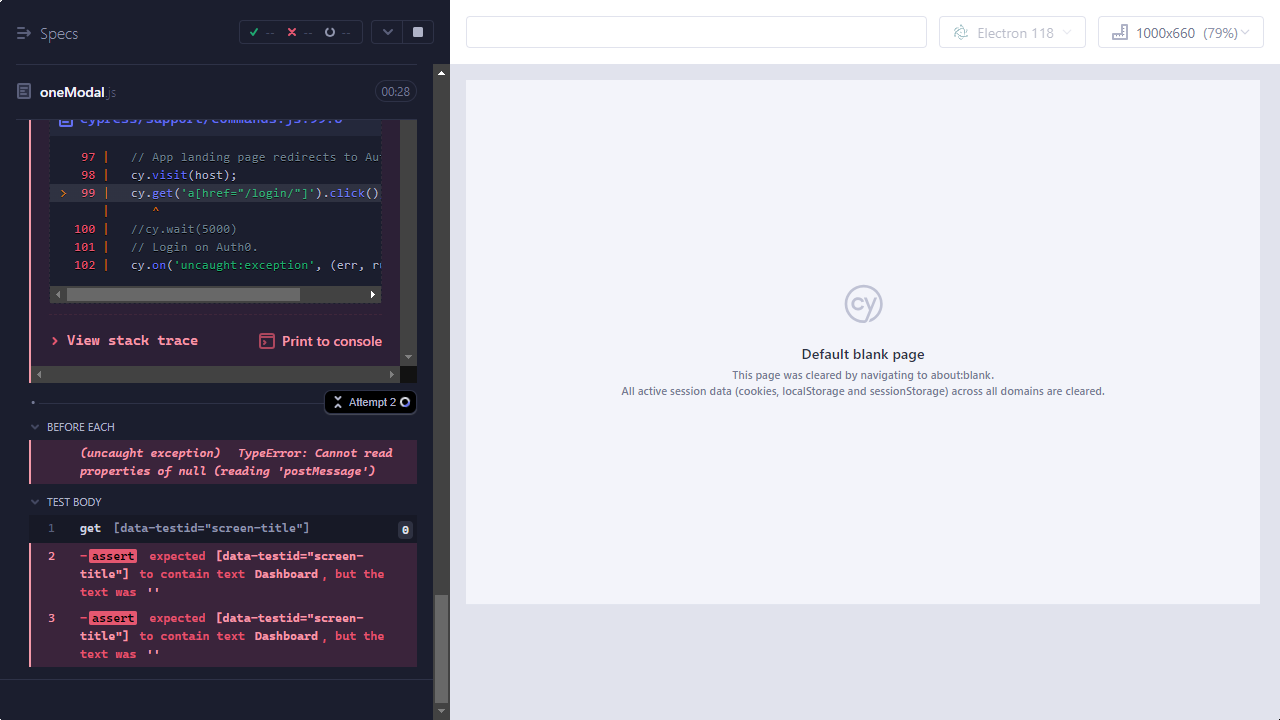 Specs
-- -- --
Electron 118
1000x660 (79%)
oneModal.js
00:28
cypress/support/commands.js:99:6
97 | // App landing page redirects to Au
98 | cy.visit(host);
> 99 | cy.get('a[href="/login/"]').click()
| ^
100 | //cy.wait(5000)
101 | // Login on Auth0.
102 | cy.on('uncaught:exception', (err, ru
View stack trace
Print to console
Attempt 2
BEFORE EACH
(uncaught exception) TypeError: Cannot read
properties of null (reading 'postMessage')
TEST BODY
1 get [data-testid="screen-title"] 0
2 -assert expected [data-testid="screen-
title"] to contain text Dashboard, but the
text was ''
3 -assert expected [data-testid="screen-
title"] to contain text Dashboard, but the
text was ''
cy
Default blank page
This page was cleared by navigating to about:blank.
All active session data (cookies, localStorage and sessionStorage) across all domains are cleared.